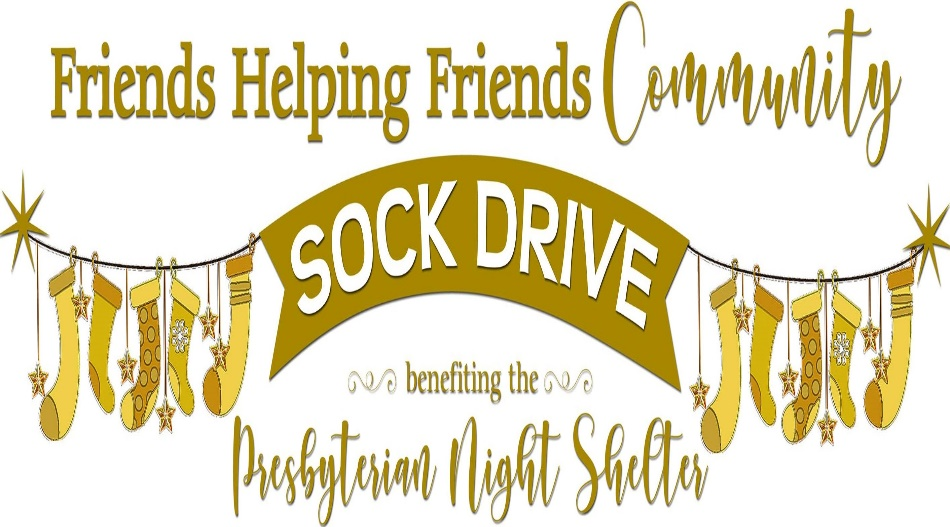 Friends Helping Friends Community
SOCK DRIVE
benefiting the
Presbyterian Night Shelter